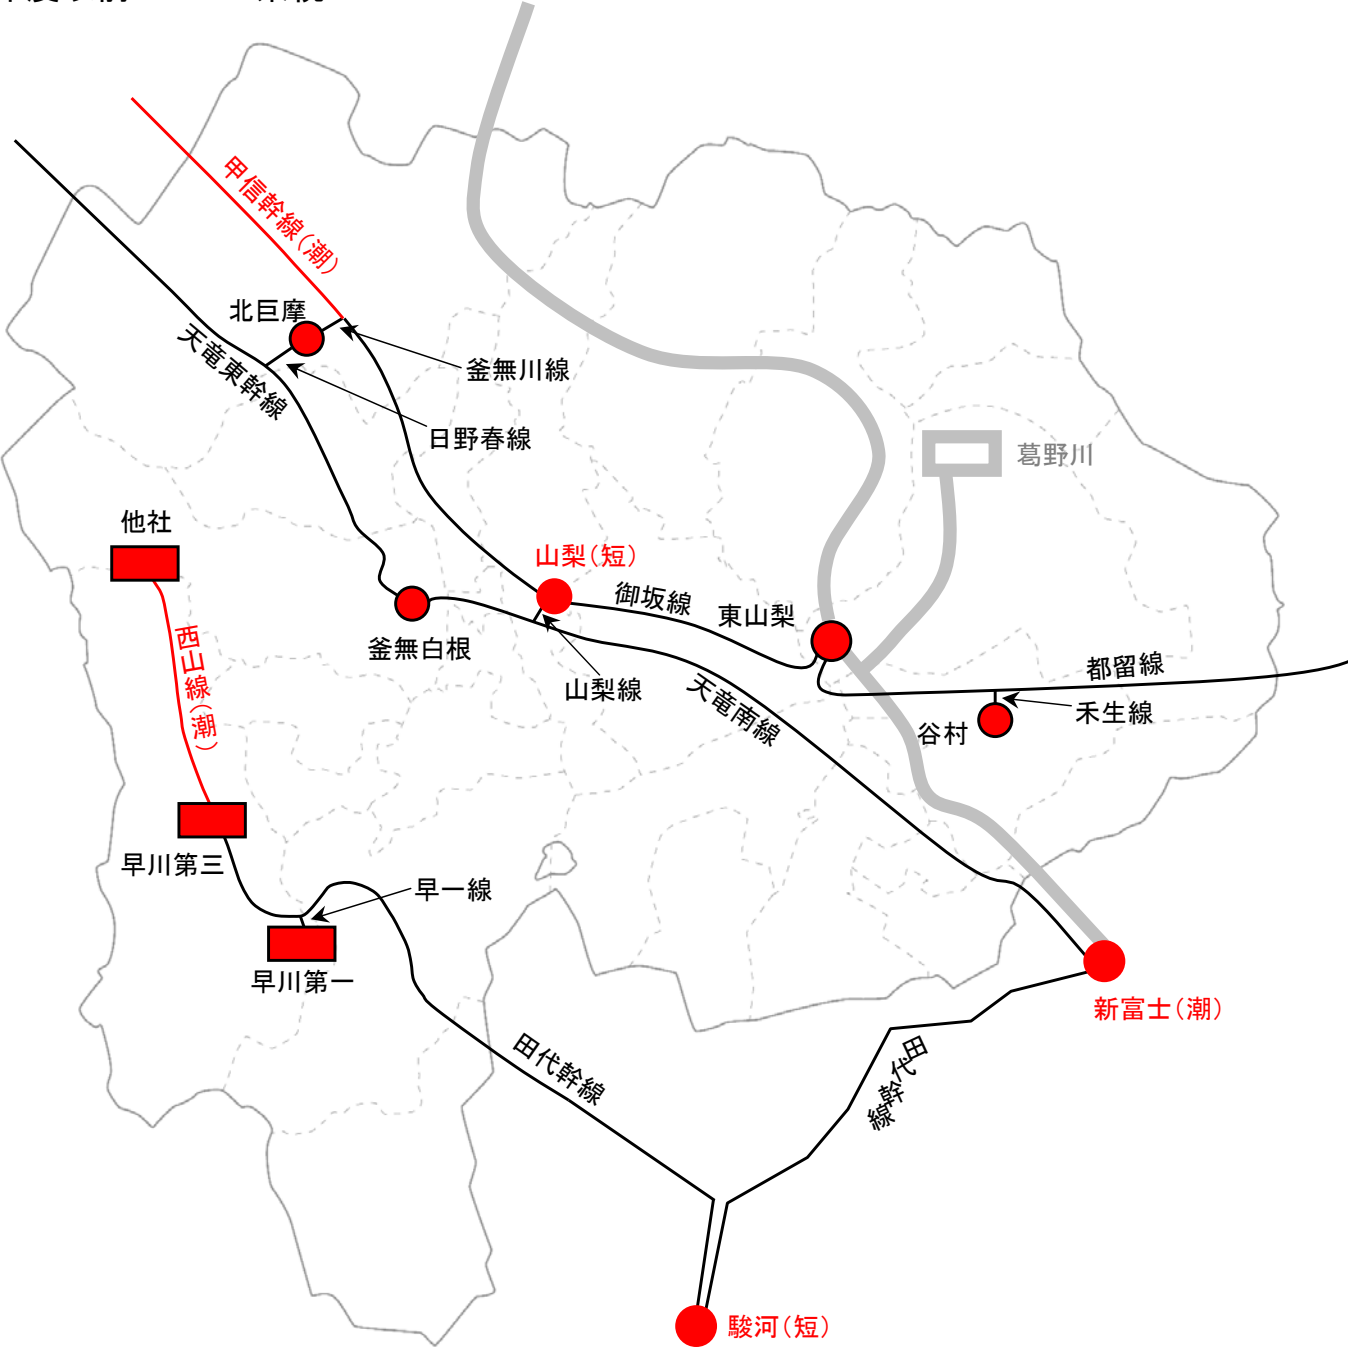 甲信幹線(潮)
北巨摩
天竜東幹線
釜無川線
日野春線
葛野川
他社
山梨(短)
御坂線
東山梨
釜無白根
西山線(潮)
山梨線
天竜南線
都留線
禾生線
谷村
早川第三
早一線
早川第一
新富士(潮)
田代幹線
田代幹線
駿河(短)